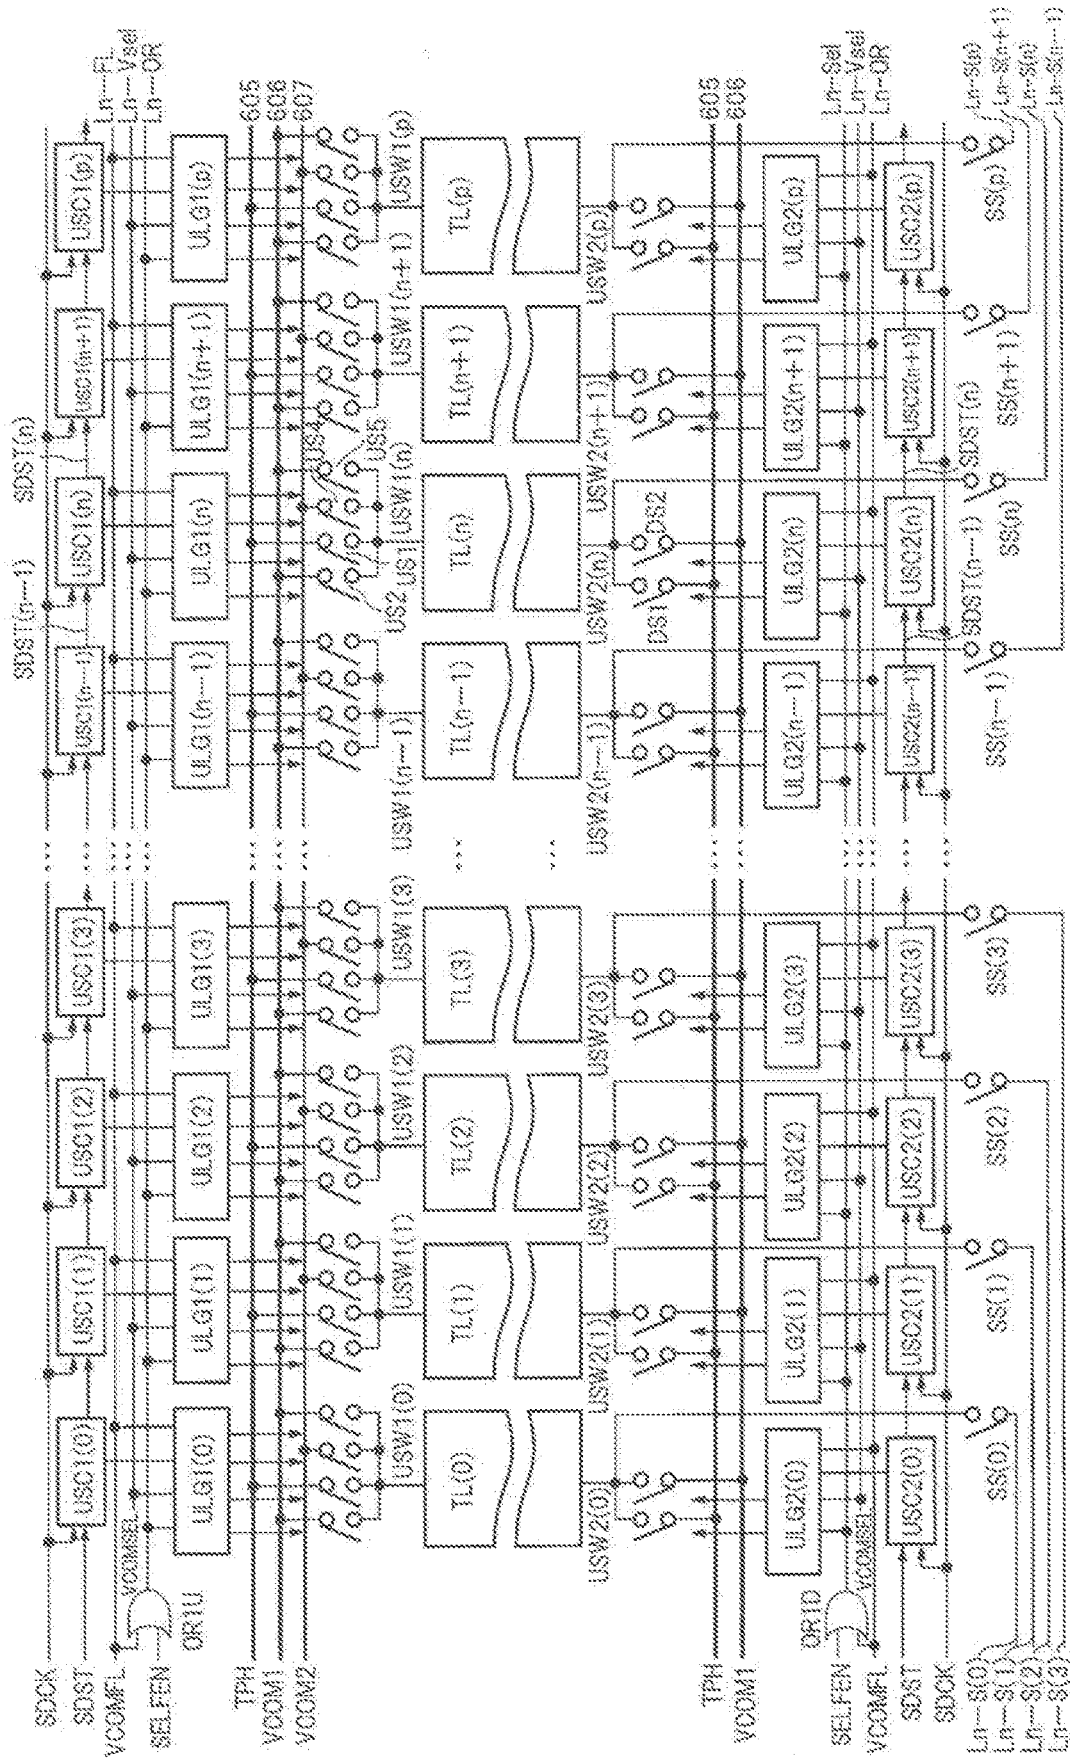 SDST(n-1) SDST(n)
SDCK
SDST
VCOMFL
SELFEN
VCOMSEL
OR1U
USC1(0) USC1(1) USC1(2) USC1(3) ··· USC1(n-1) USC1(n) USC1(n+1) USC1(p)
Ln-FL
Ln-Vsel
Ln-OR
ULG1(0) ULG1(1) ULG1(2) ULG1(3) ULG1(n-1) ULG1(n) ULG1(n+1) ULG1(p)
TPH ··· 605
VCOM1 ··· 606
VCOM2 ··· 607
US2 US1 US4 US5
USW1(0) USW1(1) USW1(2) USW1(3) USW1(n-1) USW1(n) USW1(n+1) USW1(p)
TL(0) TL(1) TL(2) TL(3) ··· TL(n-1) TL(n) TL(n+1) TL(p)
USW2(0) USW2(1) USW2(2) USW2(3) USW2(n-1) USW2(n) USW2(n+1) USW2(p)
DS1 DS2
TPH ··· 605
VCOM1 ··· 606
ULG2(0) ULG2(1) ULG2(2) ULG2(3) ULG2(n-1) ULG2(n) ULG2(n+1) ULG2(p)
OR1D
SELFEN
VCOMSEL
VCOMFL
Ln-Sel
Ln-Vsel
Ln-OR
SDST
USC2(0) USC2(1) USC2(2) USC2(3) ··· USC2(n-1) USC2(n) USC2(n+1) USC2(p)
SDCK
SDST(n-1) SDST(n)
SS(0) SS(1) SS(2) SS(3) SS(n-1) SS(n) SS(n+1) SS(p)
Ln-S(0)
Ln-S(1)
Ln-S(2)
Ln-S(3)
Ln-S(p)
Ln-S(n+1)
Ln-S(n)
Ln-S(n-1)